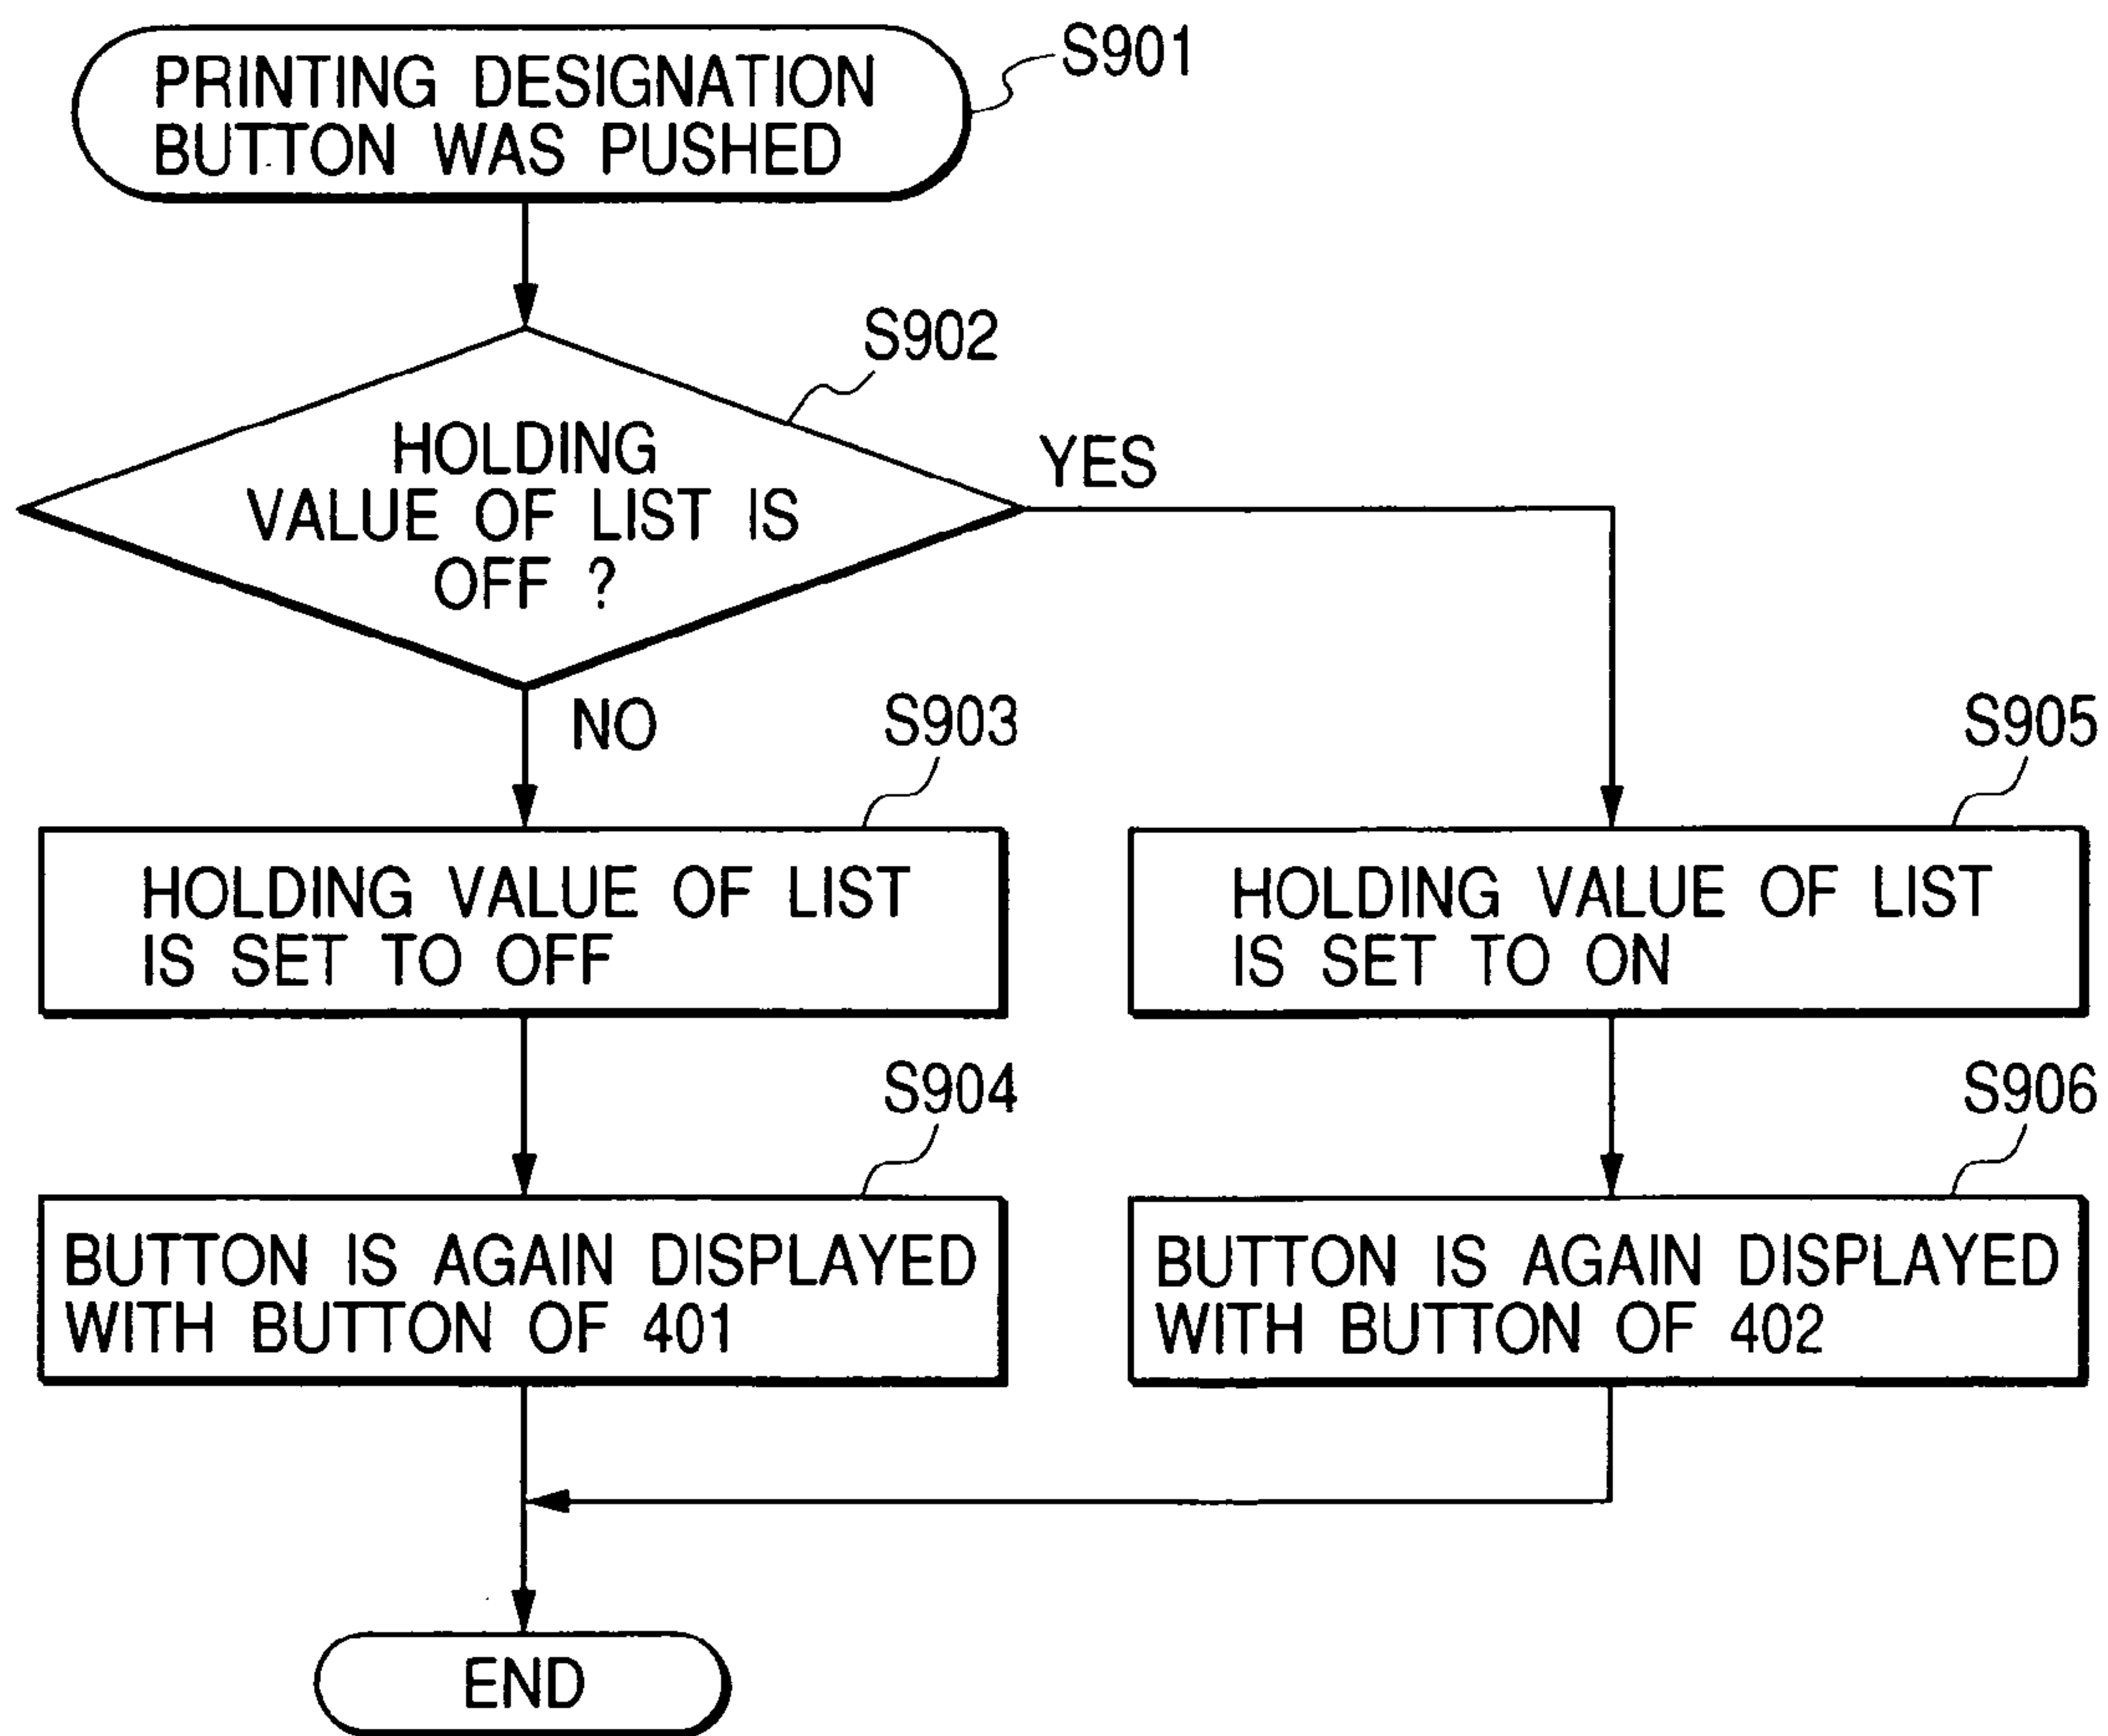 PRINTING DESIGNATION
BUTTON WAS PUSHED
S901
S902
HOLDING
VALUE OF LIST IS
OFF ?
YES
NO
S903
HOLDING VALUE OF LIST
IS SET TO OFF
S905
HOLDING VALUE OF LIST
IS SET TO ON
S904
BUTTON IS AGAIN DISPLAYED
WITH BUTTON OF 401
S906
BUTTON IS AGAIN DISPLAYED
WITH BUTTON OF 402
END